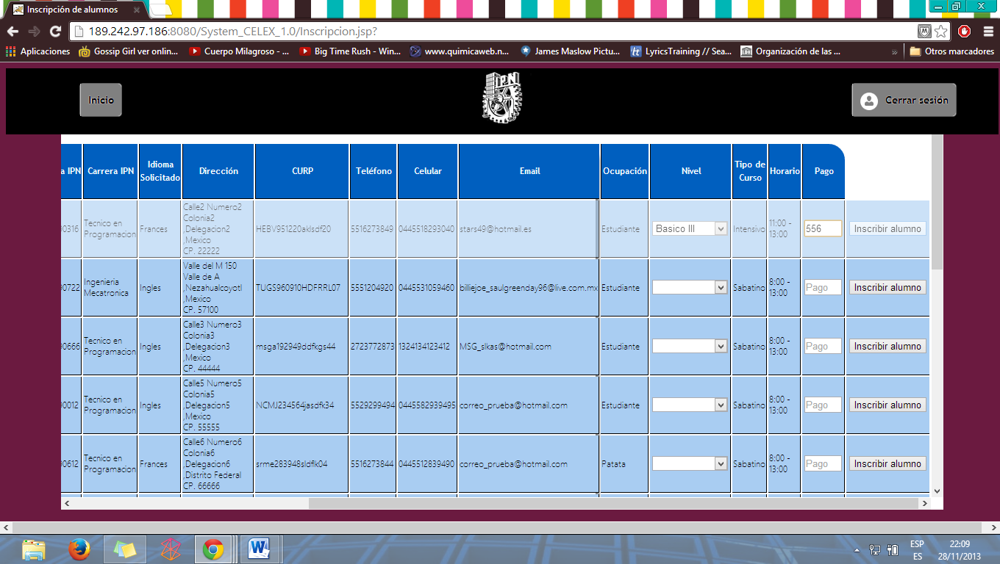 Inscripción de alumnos
189.242.97.186:8080/System_CELEX_1.0/Inscripcion.jsp?
Aplicaciones Gossip Girl ver onlin... Cuerpo Milagroso - ... Big Time Rush - Win... www.quimicaweb.n... James Maslow Pictu... LyricsTraining // Sea... Organización de las ... » Otros marcadores
Inicio
IPN
Cerrar sesión
a IPN Carrera IPN Idioma Solicitado Dirección CURP Teléfono Celular Email Ocupación Nivel Tipo de Curso Horario Pago
Calle2 Numero2
Colonia2
0316 Tecnico en Programacion Frances ,Delegacion2 HEBV951220aklsdf20 5516273849 0445518293040 stars49@hotmail.es Estudiante Basico III Intensivo 11:00 - 13:00 556 Inscribir alumno
,Mexico
CP. 22222
Valle del M 150
Valle de A
0722 Ingenieria Mecatronica Ingles ,Nezahualcoyotl TUGS960910HDFRRL07 5551204920 0445531059460 billiejoe_saulgreenday96@live.com.mx Estudiante Sabatino 8:00 - 13:00 Pago Inscribir alumno
,Mexico
CP. 57100
Calle3 Numero3
Colonia3
0666 Tecnico en Programacion Ingles ,Delegacion3 msga192949ddfkgs44 2723772873 1324134123412 MSG_slkas@hotmail.com Estudiante Sabatino 8:00 - 13:00 Pago Inscribir alumno
,Mexico
CP. 44444
Calle5 Numero5
Colonia5
0012 Tecnico en Programacion Ingles ,Delegacion5 NCMJ234564jasdfk34 5529299494 0445582939495 correo_prueba@hotmail.com Estudiante Sabatino 8:00 - 13:00 Pago Inscribir alumno
,Mexico
CP. 55555
Calle6 Numero6
Colonia6
0612 Tecnico en Programacion Frances ,Delegacion6 srme283948sldflk04 5516273844 0445512839490 correo_prueba@hotmail.com Patata Sabatino 8:00 - 13:00 Pago Inscribir alumno
,Distrito Federal
CP. 66666
ESP 22:09
ES 28/11/2013